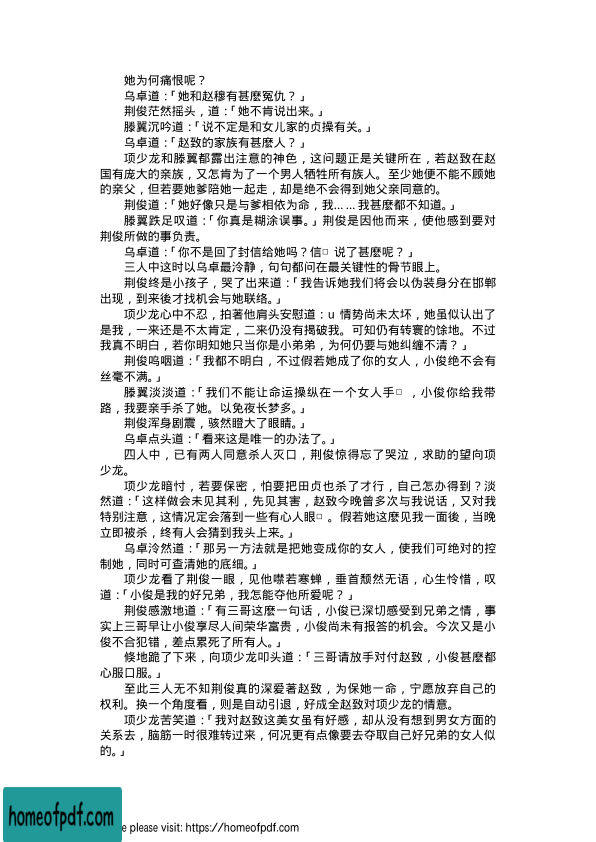 她为何痛恨呢？
乌卓道：「她和赵穆有甚麽冤仇？」
荆俊茫然摇头，道：「她不肯说出来。」
滕翼沉吟道：「说不定是和女儿家的贞操有关。」
乌卓道：「赵致的家族有甚麽人？」
项少龙和滕翼都露出注意的神色，这问题正是关键所在，若赵致在赵
国有庞大的亲族，又怎肯为了一个男人牺牲所有族人。至少她便不能不顾她
的亲父，但若要她爹陪她一起走，却是绝不会得到她父亲同意的。
荆俊道：「她好像只是与爹相依为命，我……我甚麽都不知道。」
滕翼跌足叹道：「你真是糊涂误事。」荆俊是因他而来，使他感到要对
荆俊所做的事负责。
乌卓道：「你不是回了封信给她吗？信□说了甚麽呢？」
三人中这时以乌卓最泠静，句句都问在最关键性的骨节眼上。
荆俊终是小孩子，哭了出来道：「我告诉她我们将会以伪装身分在邯郸
出现，到来後才找机会与她联络。」
项少龙心中不忍，拍著他肩头安慰道：u 情势尚未太坏，她虽似认出了
是我，一来还是不太肯定，二来仍没有揭破我。可知仍有转寰的馀地。不过
我真不明白，若你明知她只当你是小弟弟，为何仍要与她纠缠不清？」
荆俊呜咽道：「我都不明白，不过假若她成了你的女人，小俊绝不会有
丝毫不满。」
滕翼淡淡道：「我们不能让命运操纵在一个女人手□，小俊你给我带
路，我要亲手杀了她。以免夜长梦多。」
荆俊浑身剧震，骇然瞪大了眼睛。」
乌卓点头道：「看来这是唯一的办法了。」
四人中，已有两人同意杀人灭口，荆俊惊得忘了哭泣，求助的望向项
少龙。
项少龙暗忖，若要保密，怕要把田贞也杀了才行，自己怎办得到？淡
然道：「这样做会未见其利，先见其害，赵致今晚曾多次与我说话，又对我
特别注意，这情况定会落到一些有心人眼□。假若她这麽见我一面後，当晚
立即被杀，终有人会猜到我头上来。」
乌卓泠然道：「那另一方法就是把她变成你的女人，使我们可绝对的控
制她，同时可查清她的底细。」
项少龙看了荆俊一眼，见他噤若寒蝉，垂首颓然无语，心生怜惜，叹
道：「小俊是我的好兄弟，我怎能夺他所爱呢？」
荆俊感激地道：「有三哥这麽一句话，小俊已深切感受到兄弟之情，事
实上三哥早让小俊享尽人间荣华富贵，小俊尚未有报答的机会。今次又是小
俊不合犯错，差点累死了所有人。」
倏地跪了下来，向项少龙叩头道：「三哥请放手对付赵致，小俊甚麽都
心服口服。」
至此三人无不知荆俊真的深爱著赵致，为保她一命，宁愿放弃自己的
权利。换一个角度看，则是自动引退，好成全赵致对项少龙的情意。
项少龙苦笑道：「我对赵致这美女虽有好感，却从没有想到男女方面的
关系去，脑筋一时很难转过来，何况更有点像要去夺取自己好兄弟的女人似
的。」
homeofpdf.com
e please visit: https://homeofpdf.com